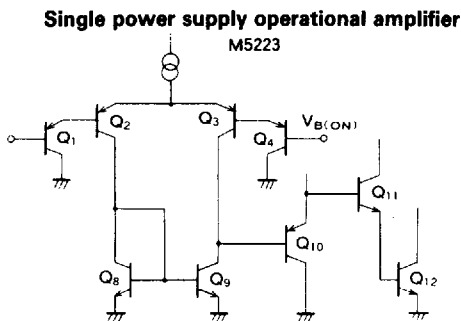 Single power supply operational amplifier
M5223
Q1
Q2
Q3
Q4
VB(ON)
Q11
Q10
Q8
Q9
Q12